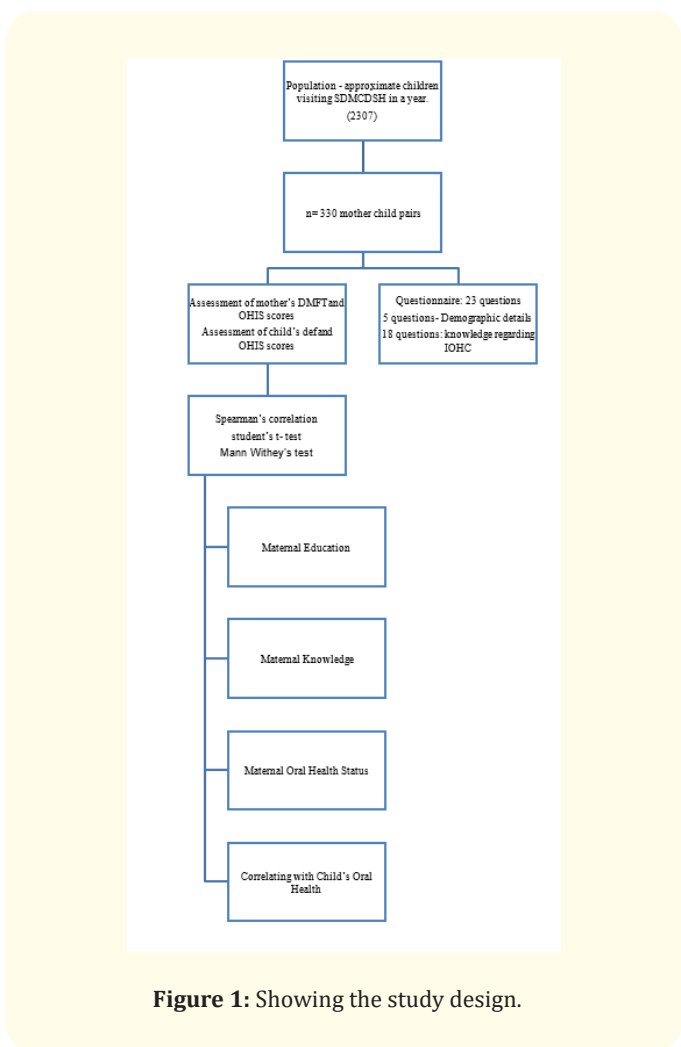 Population - approximate children
visiting SDMCDSH in a year.
(2307)
n= 330 mother child pairs
Assessment of mother's DMFTand
OHIS scores
Assessment of child's defand
OHIS scores
Questionnaire: 23 questions
5 questions- Demographic details
18 questions: knowledge regarding
IOHC
Spearman's correlation
student's t- test
Mann Withey's test
Maternal Education
Maternal Knowledge
Maternal Oral Health Status
Correlating with Child's Oral
Health
Figure 1: Showing the study design.